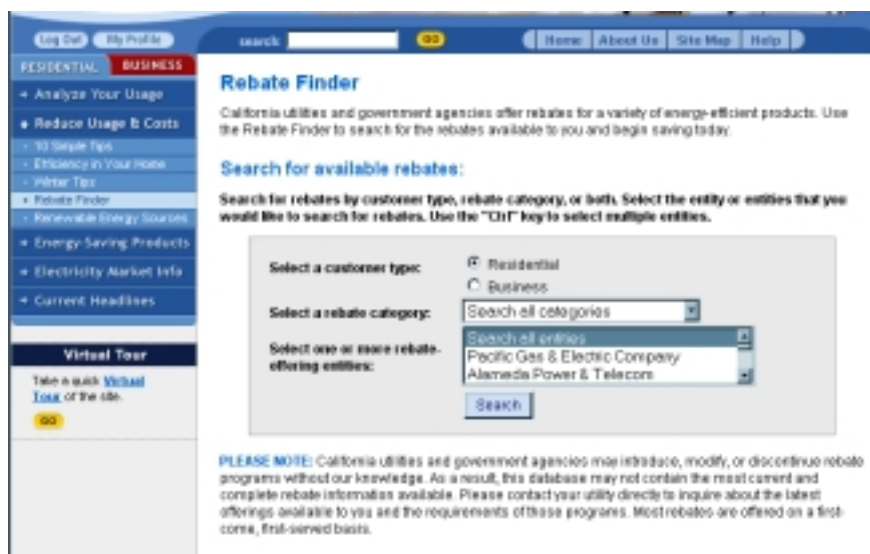 Log Out My Profile
search: GO
Home About Us Site Map Help
RESIDENTIAL BUSINESS
Analyze Your Usage
Reduce Usage & Costs
10 Simple Tips
Efficiency in Your Home
Winter Tips
Rebate Finder
Renewable Energy Sources
Energy-Saving Products
Electricity Market Info
Current Headlines
Virtual Tour
Take a quick Virtual
Tour of the site.
GO
Rebate Finder
California utilities and government agencies offer rebates for a variety of energy-efficient products. Use
the Rebate Finder to search for the rebates available to you and begin saving today.
Search for available rebates:
Search for rebates by customer type, rebate category, or both. Select the entity or entities that you
would like to search for rebates. Use the "Ctrl" key to select multiple entities.
Select a customer type:
Residential
Business
Select a rebate category:
Search all categories
Select one or more rebate-
offering entities:
Search all entities
Pacific Gas & Electric Company
Alameda Power & Telecom
Search
PLEASE NOTE: California utilities and government agencies may introduce, modify, or discontinue rebate
programs without our knowledge. As a result, this database may not contain the most current and
complete rebate information available. Please contact your utility directly to inquire about the latest
offerings available to you and the requirements of those programs. Most rebates are offered on a first-
come, first-served basis.